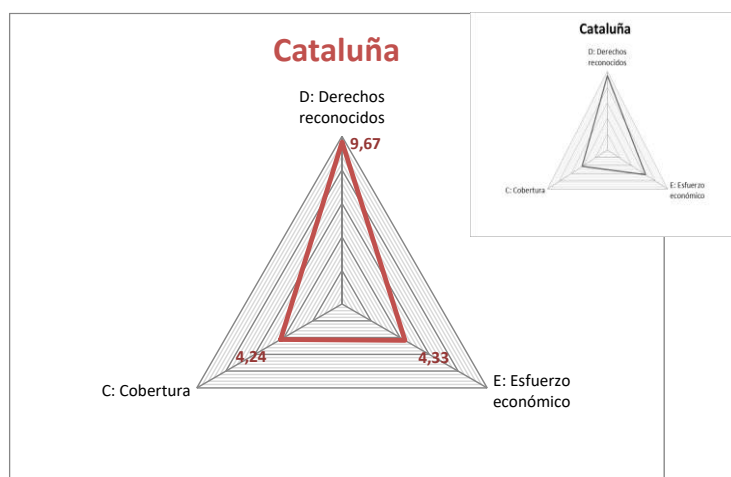 Cataluña
D: Derechos
reconocidos
9,67
4,24
4,33
C: Cobertura
E: Esfuerzo
económico
Cataluña
D: Derechos
reconocidos
C: Cobertura
E: Esfuerzo
económico